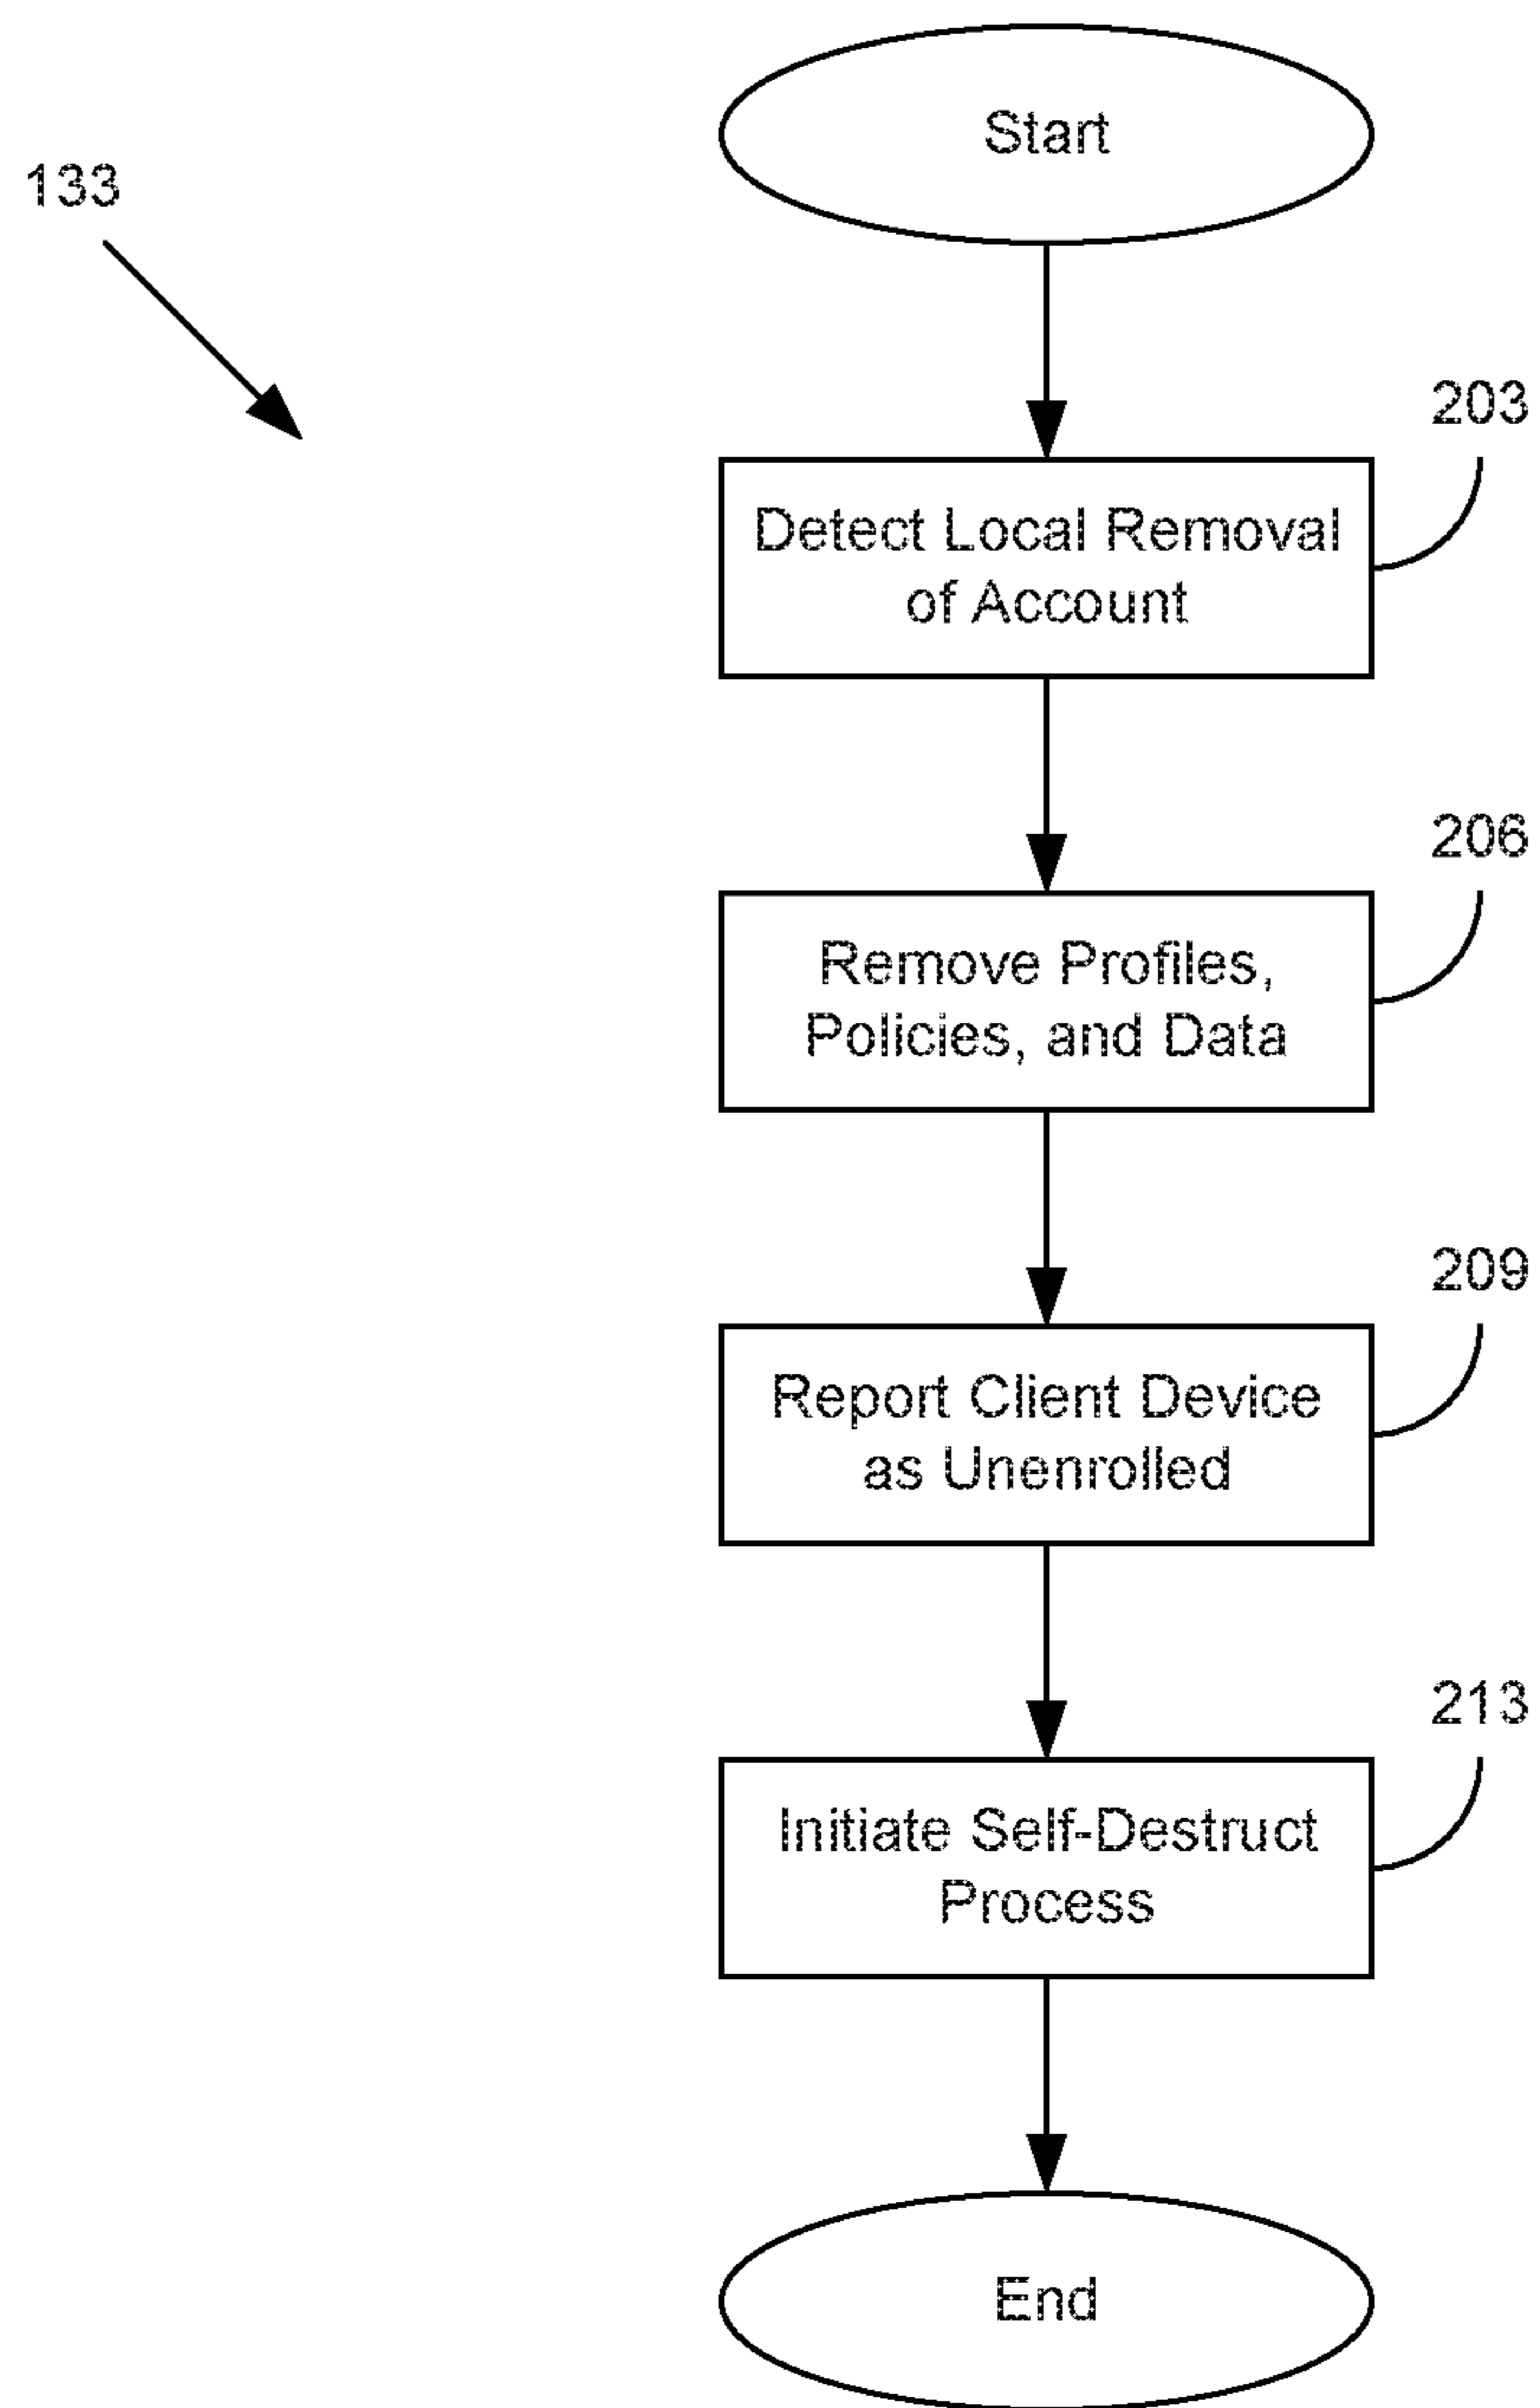 Start
133
203
Detect Local Removal
of Account
206
Remove Profiles,
Policies, and Data
209
Report Client Device
as Unenrolled
213
Initiate Self-Destruct
Process
End